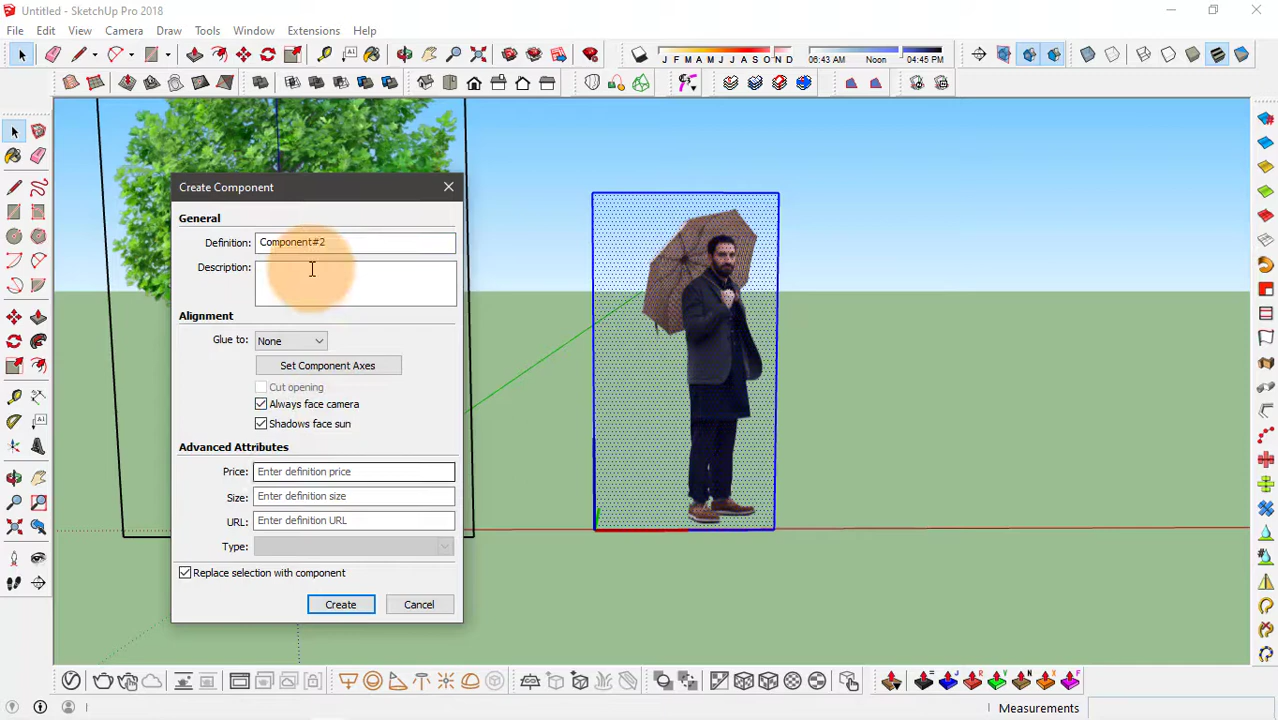 Untitled - SketchUp Pro 2018
File Edit View Camera Draw Tools Window Extensions Help
J F M A M J J A S O N D 06:43 AM Noon 04:45 PM
A1
Create Component
General
Definition: Component#2
Description:
Alignment
Glue to: None
Set Component Axes
Cut opening
Always face camera
Shadows face sun
Advanced Attributes
Price: Enter definition price
Size: Enter definition size
URL: Enter definition URL
Type:
Replace selection with component
Create Cancel
Measurements